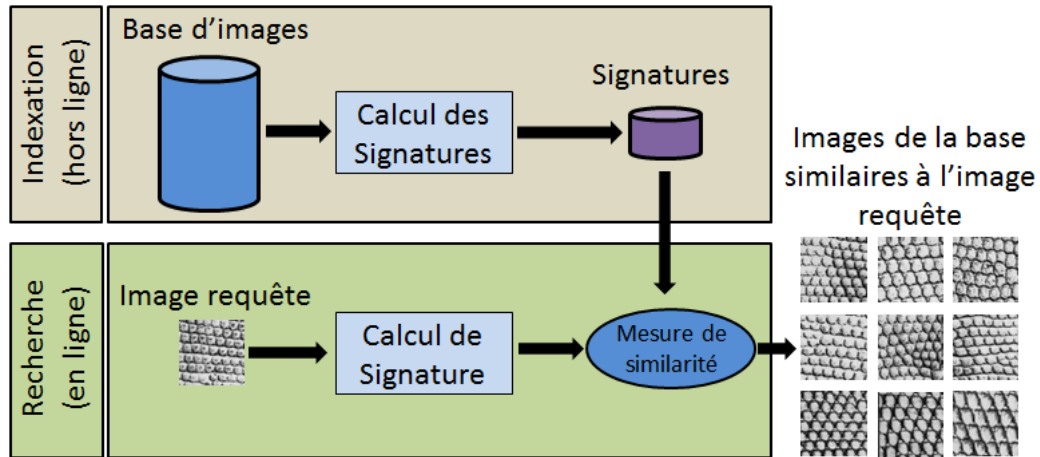 Indexation
(hors ligne)
Base d'images
Calcul des
Signatures
Signatures
Recherche
(en ligne)
Image requête
Calcul de
Signature
Mesure de
similarité
Images de la base
similaires à l'image
requête